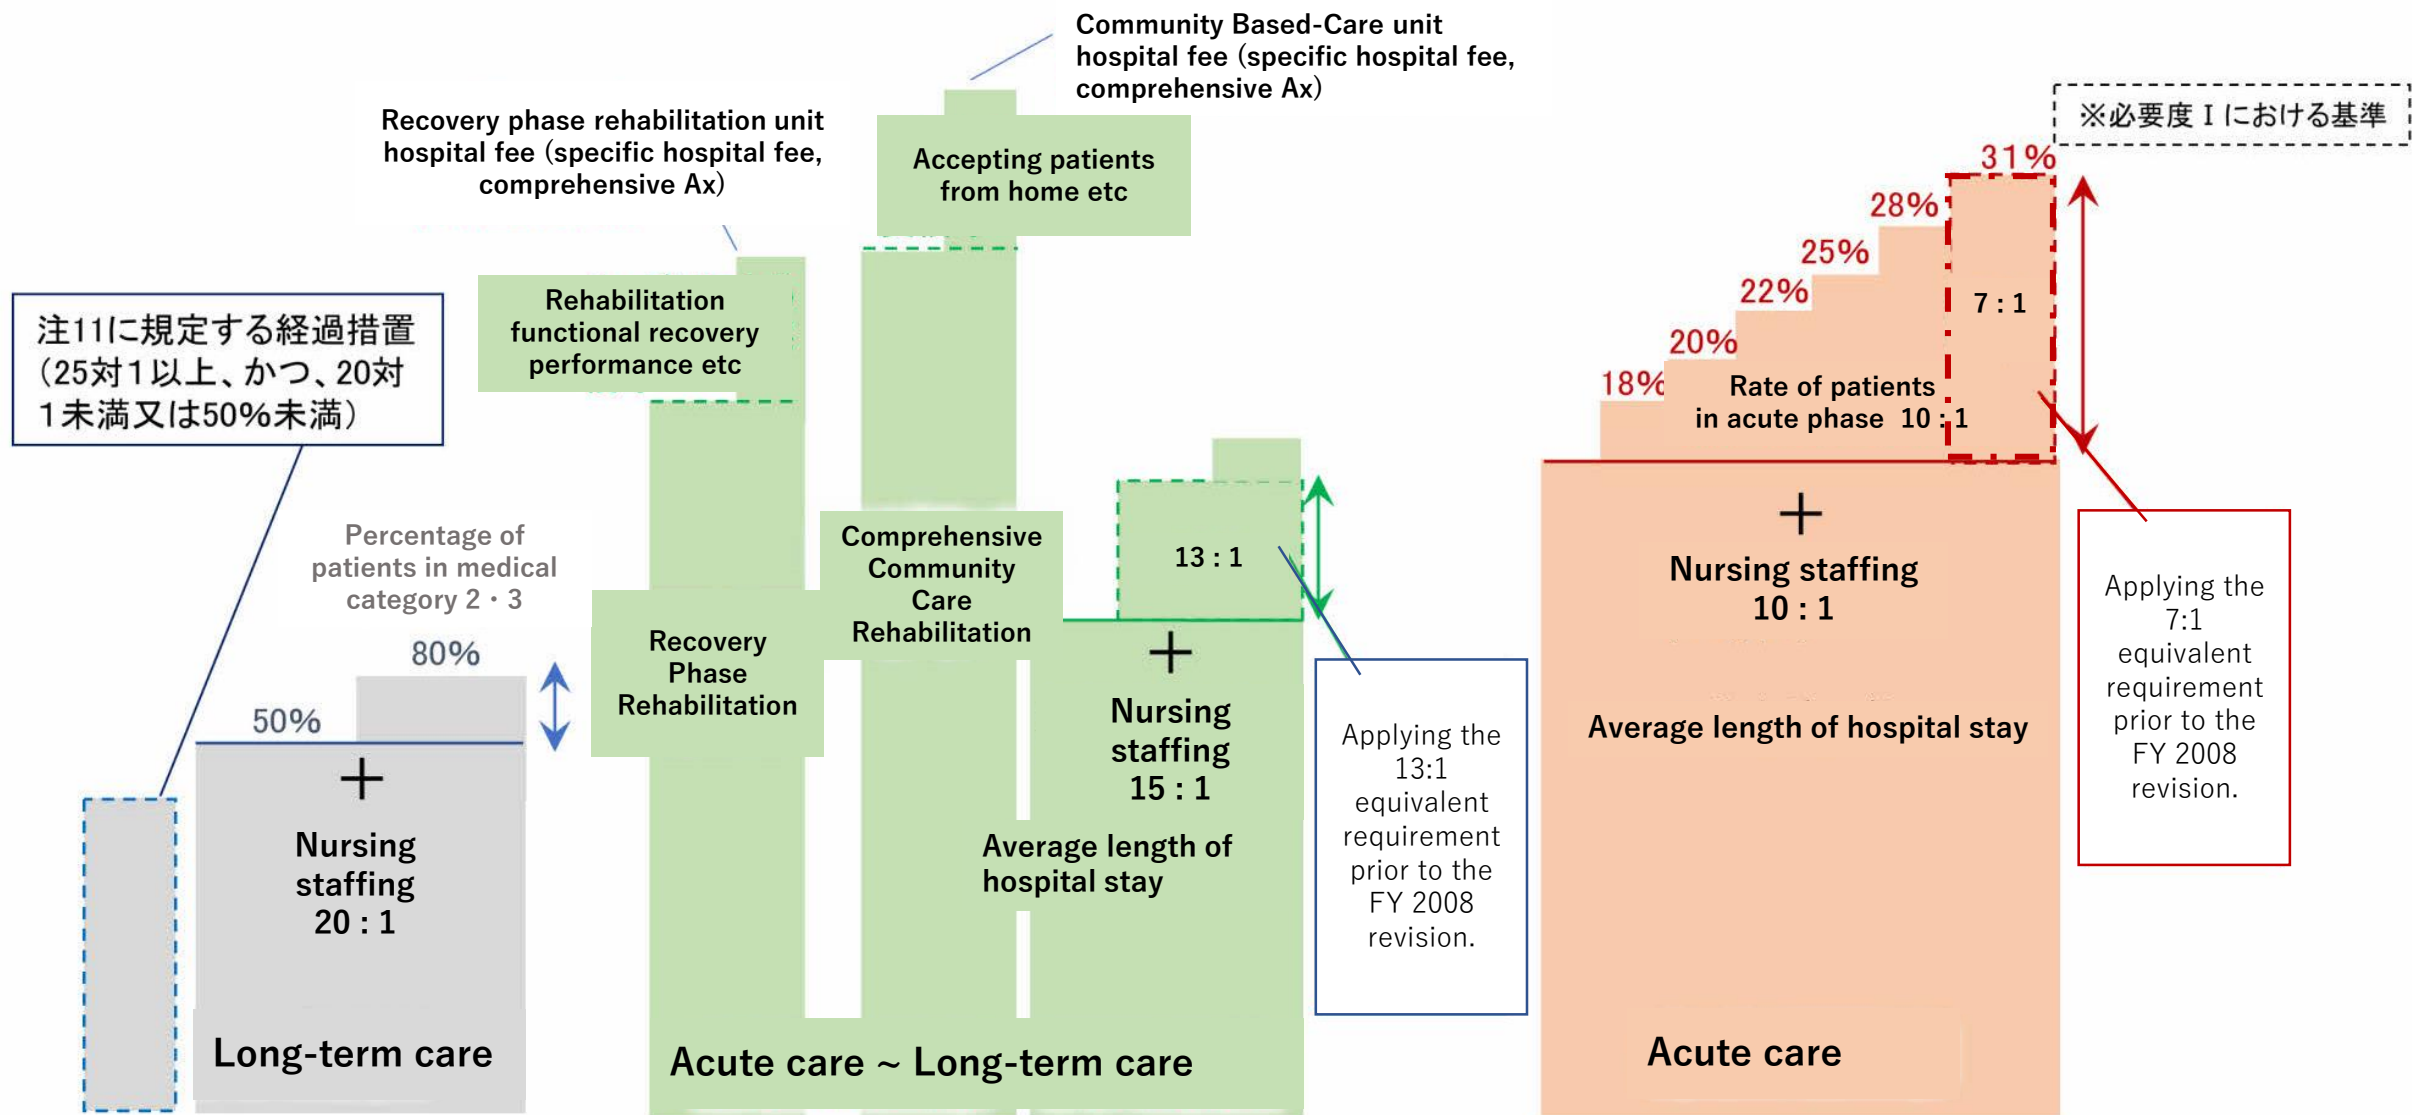 Community Based-Care unit
hospital fee (specific hospital fee,
comprehensive Ax)
Recovery phase rehabilitation unit
hospital fee (specific hospital fee,
comprehensive Ax)
Accepting patients
from home etc
※必要度Ⅰにおける基準
31%
28%
25%
22%
20%
18%
7 : 1
Rate of patients
in acute phase 10 : 1
Rehabilitation
functional recovery
performance etc
注11に規定する経過措置
(25対1以上、かつ、20対
1未満又は50%未満)
Percentage of
patients in medical
category 2・3
80%
50%
+
Nursing
staffing
20 : 1
Long-term care
Recovery
Phase
Rehabilitation
Comprehensive
Community
Care
Rehabilitation
13 : 1
+
Nursing
staffing
15 : 1
Average length of
hospital stay
Acute care ~ Long-term care
Applying the
13:1
equivalent
requirement
prior to the
FY 2008
revision.
+
Nursing staffing
10 : 1
Average length of hospital stay
Acute care
Applying the
7:1
equivalent
requirement
prior to the
FY 2008
revision.